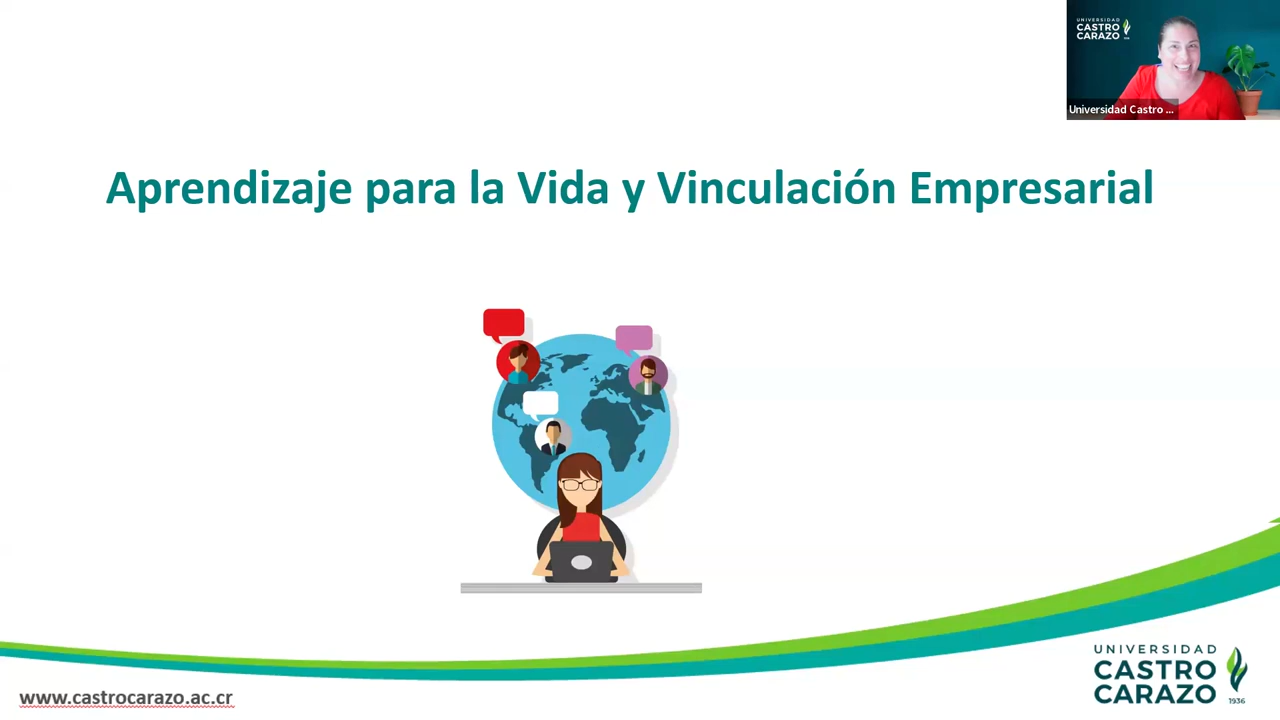 UNIVERSIDAD
CASTRO
CARAZO
Universidad Castro ...
Aprendizaje para la Vida y Vinculación Empresarial
www.castrocarazo.ac.cr
UNIVERSIDAD
CASTRO
CARAZO
1936